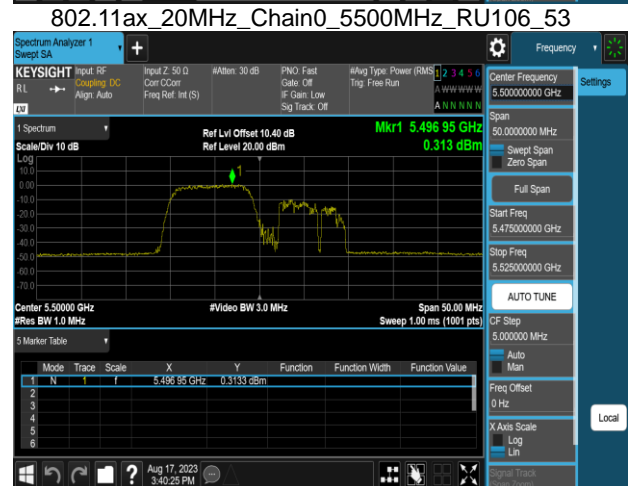 802.11ax_20MHz_Chain0_5500MHz_RU106_53
Spectrum Analyzer 1
Swept SA
Frequency
KEYSIGHT
RL
Input: RF
Coupling: DC
Align: Auto
Input Z: 50 Ω
Corr CCorr
Freq Ref: Int (S)
#Atten: 30 dB
PNO: Fast
Gate: Off
IF Gain: Low
Sig Track: Off
#Avg Type: Power (RMS)
Trig: Free Run
1 2 3 4 5 6
A W W W W W
A N N N N N
1 Spectrum
Scale/Div 10 dB
Ref Lvl Offset 10.40 dB
Ref Level 20.00 dBm
Mkr1 5.496 95 GHz
0.313 dBm
Log
10.0
0.00
-10.0
-20.0
-30.0
-40.0
-50.0
-60.0
-70.0
1
Center 5.50000 GHz
#Res BW 1.0 MHz
#Video BW 3.0 MHz
Span 50.00 MHz
Sweep 1.00 ms (1001 pts)
5 Marker Table
Mode Trace Scale X Y Function Function Width Function Value
1 N 1 f 5.496 95 GHz 0.3133 dBm
2
3
4
5
6
Aug 17, 2023
3:40:25 PM
Center Frequency
5.500000000 GHz
Settings
Span
50.0000000 MHz
Swept Span
Zero Span
Full Span
Start Freq
5.475000000 GHz
Stop Freq
5.525000000 GHz
AUTO TUNE
CF Step
5.000000 MHz
Auto
Man
Freq Offset
0 Hz
X Axis Scale
Log
Lin
Local
Signal Track
(Span Zoom)